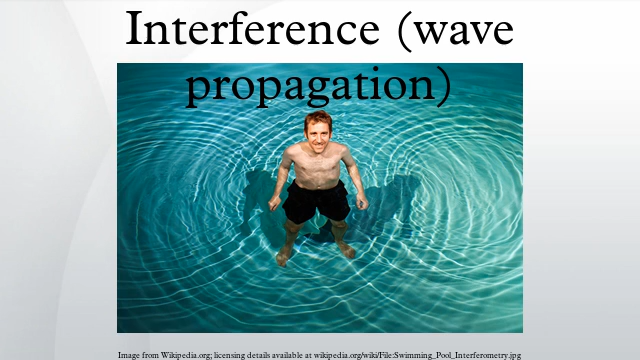 Interference (wave
propagation)
Image from Wikipedia.org; licensing details available at wikipedia.org/wiki/File:Swimming_Pool_Interferometry.jpg